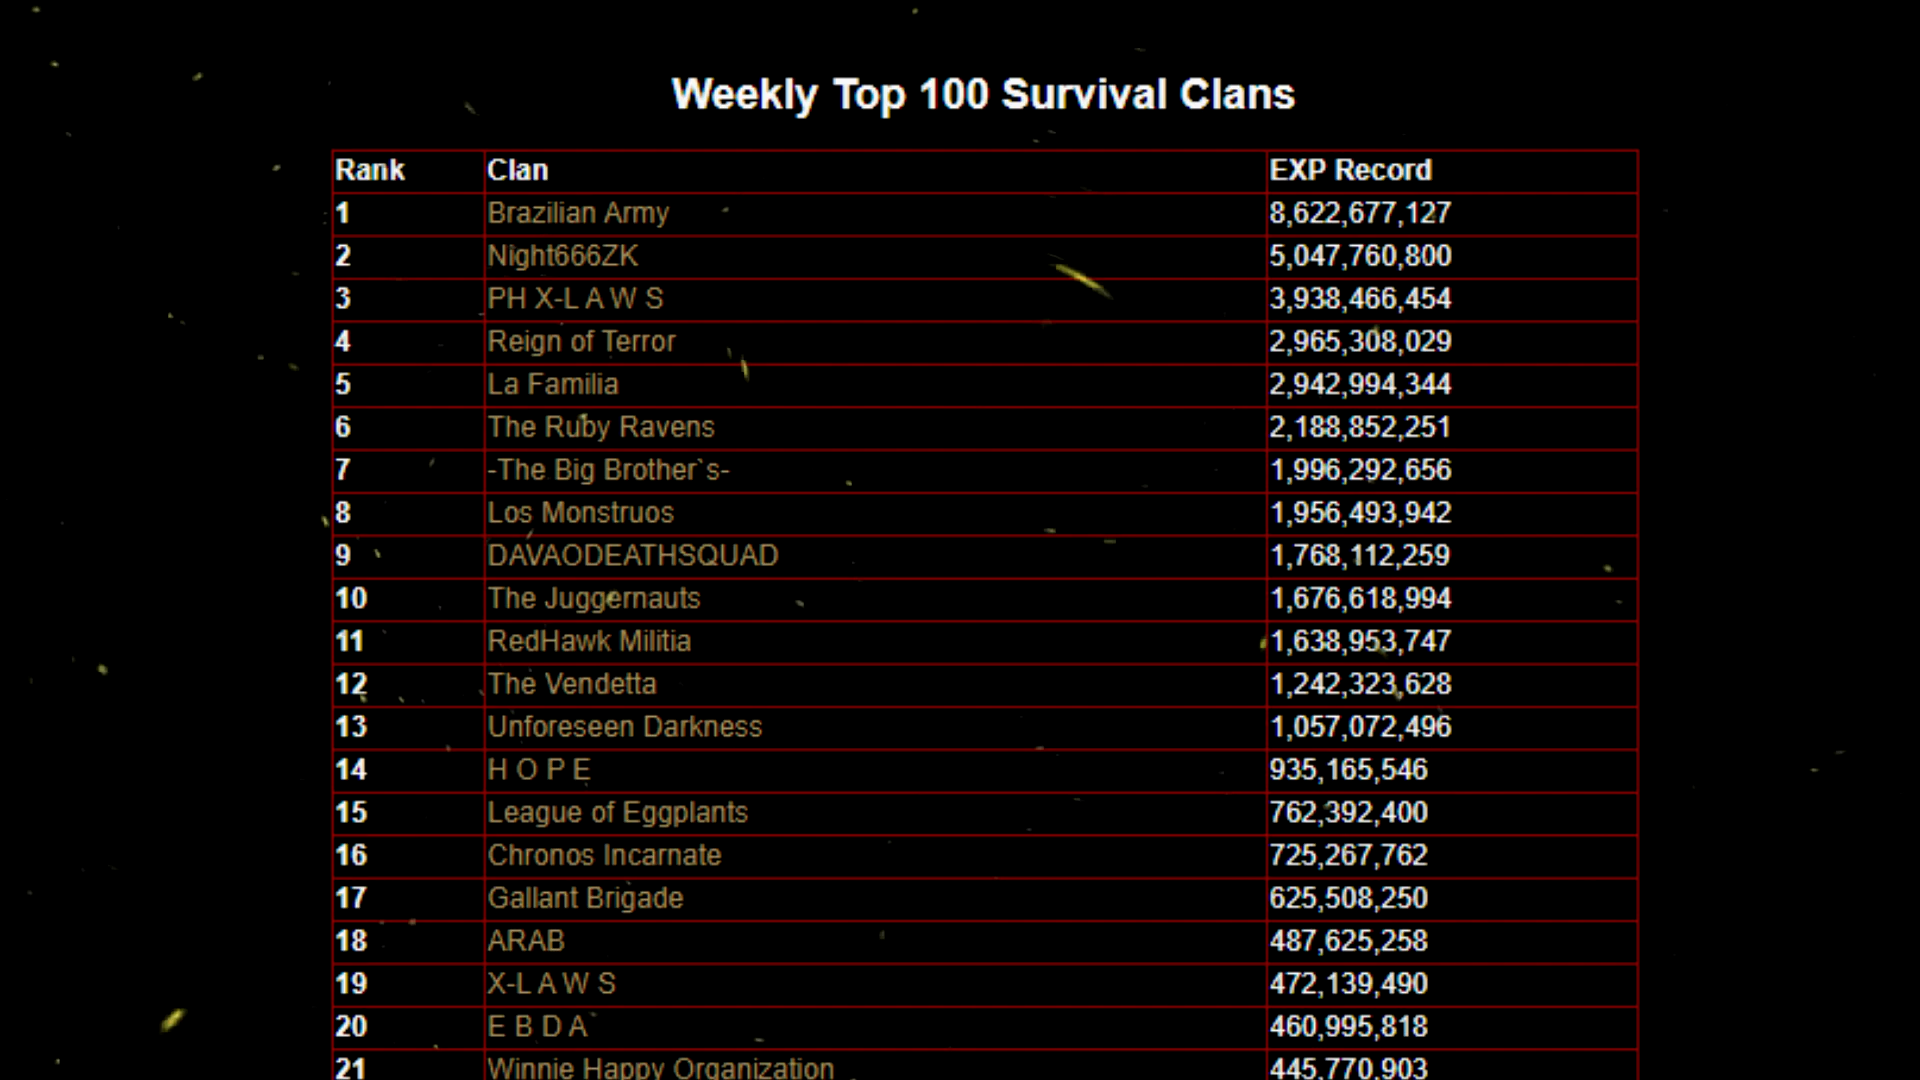 Weekly Top 100 Survival Clans
Rank Clan EXP Record
1 Brazilian Army 8,622,677,127
2 Night666ZK 5,047,760,800
3 PH X-L A W S 3,938,466,454
4 Reign of Terror 2,965,308,029
5 La Familia 2,942,994,344
6 The Ruby Ravens 2,188,852,251
7 -The Big Brother`s- 1,996,292,656
8 Los Monstruos 1,956,493,942
9 DAVAODEATHSQUAD 1,768,112,259
10 The Juggernauts 1,676,618,994
11 RedHawk Militia 1,638,953,747
12 The Vendetta 1,242,323,628
13 Unforeseen Darkness 1,057,072,496
14 H O P E 935,165,546
15 League of Eggplants 762,392,400
16 Chronos Incarnate 725,267,762
17 Gallant Brigade 625,508,250
18 ARAB 487,625,258
19 X-L A W S 472,139,490
20 E B D A 460,995,818
21 Winnie Happy Organization 445,770,903